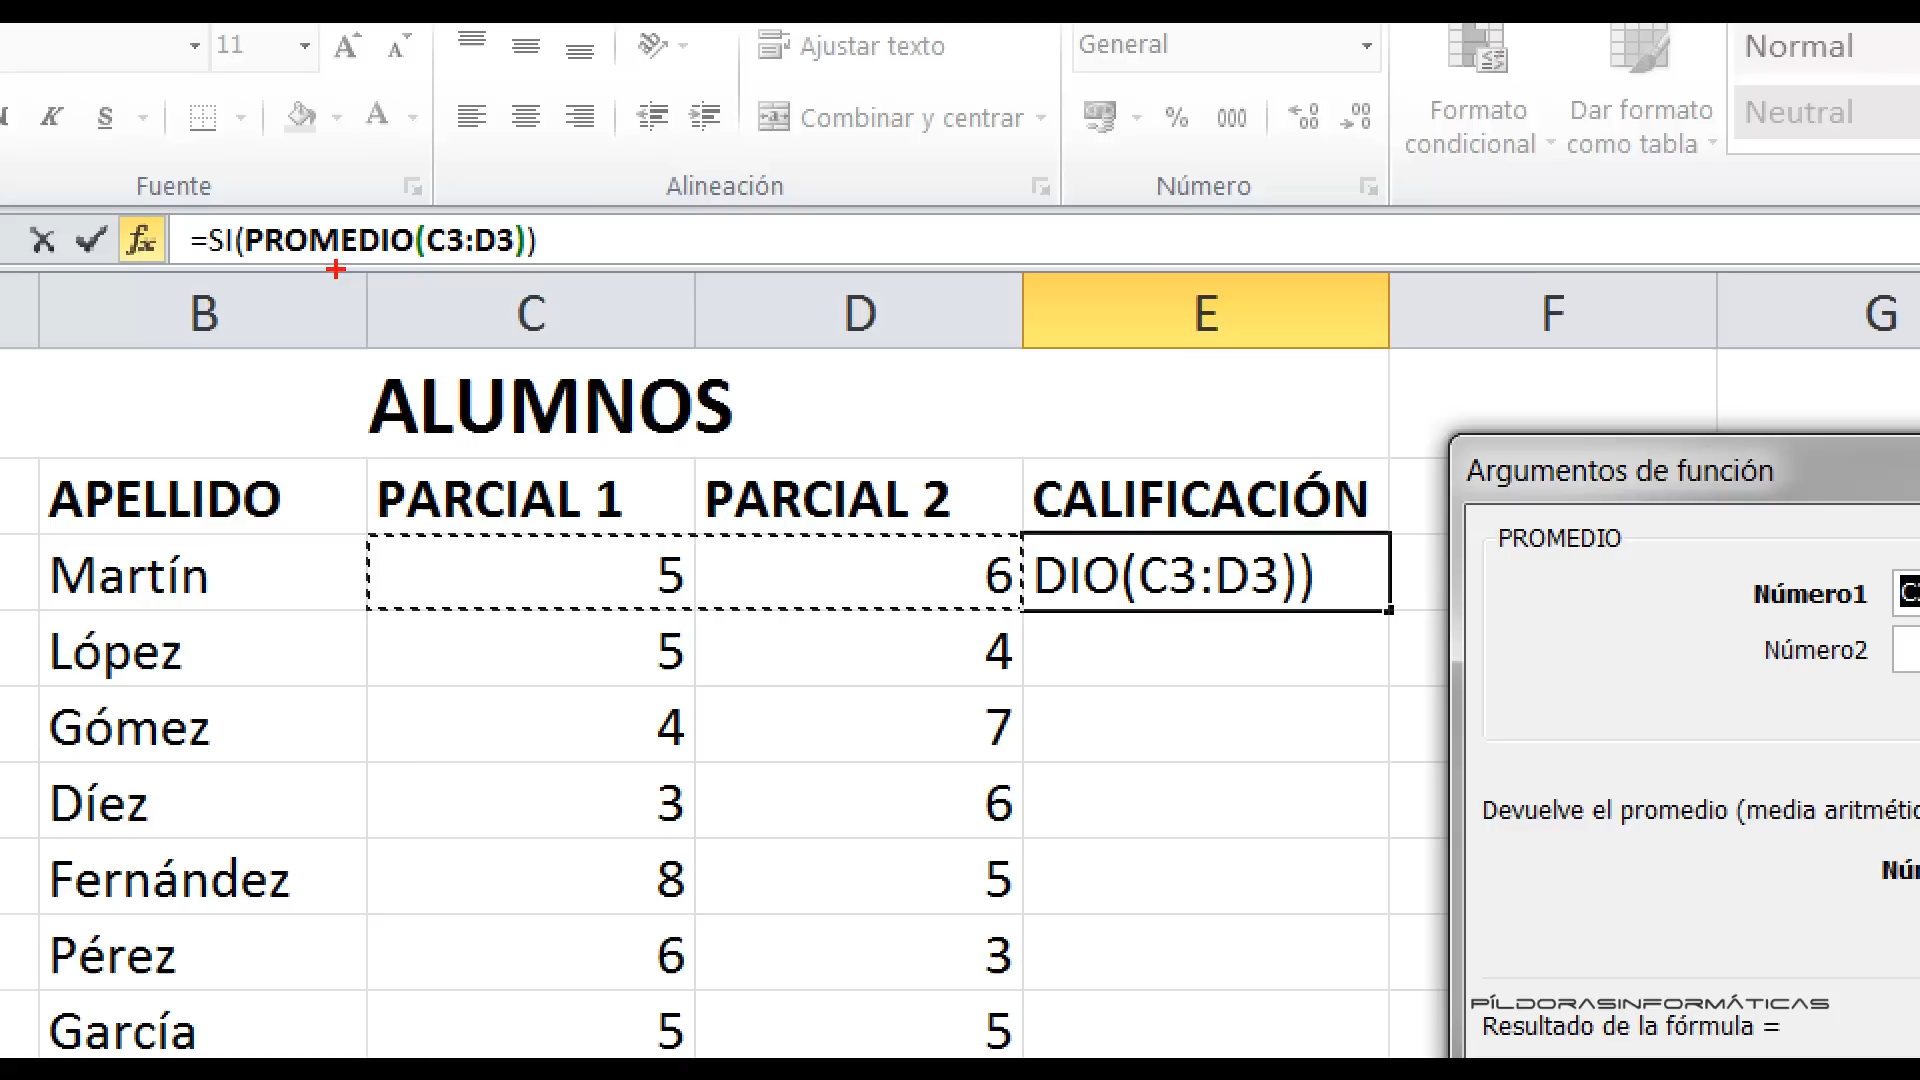 11 A A Ajustar texto General Normal
K S A Combinar y centrar % 000 Formato condicional Dar formato como tabla Neutral
Fuente Alineación Número
fx =SI(PROMEDIO(C3:D3))
B C D E F G
ALUMNOS
APELLIDO PARCIAL 1 PARCIAL 2 CALIFICACIÓN
Martín 5 6 DIO(C3:D3))
López 5 4
Gómez 4 7
Díez 3 6
Fernández 8 5
Pérez 6 3
García 5 5
Argumentos de función
PROMEDIO
Número1
Número2
Devuelve el promedio (media
PÍLDORASINFORMÁTICAS
Resultado de la fórmula =